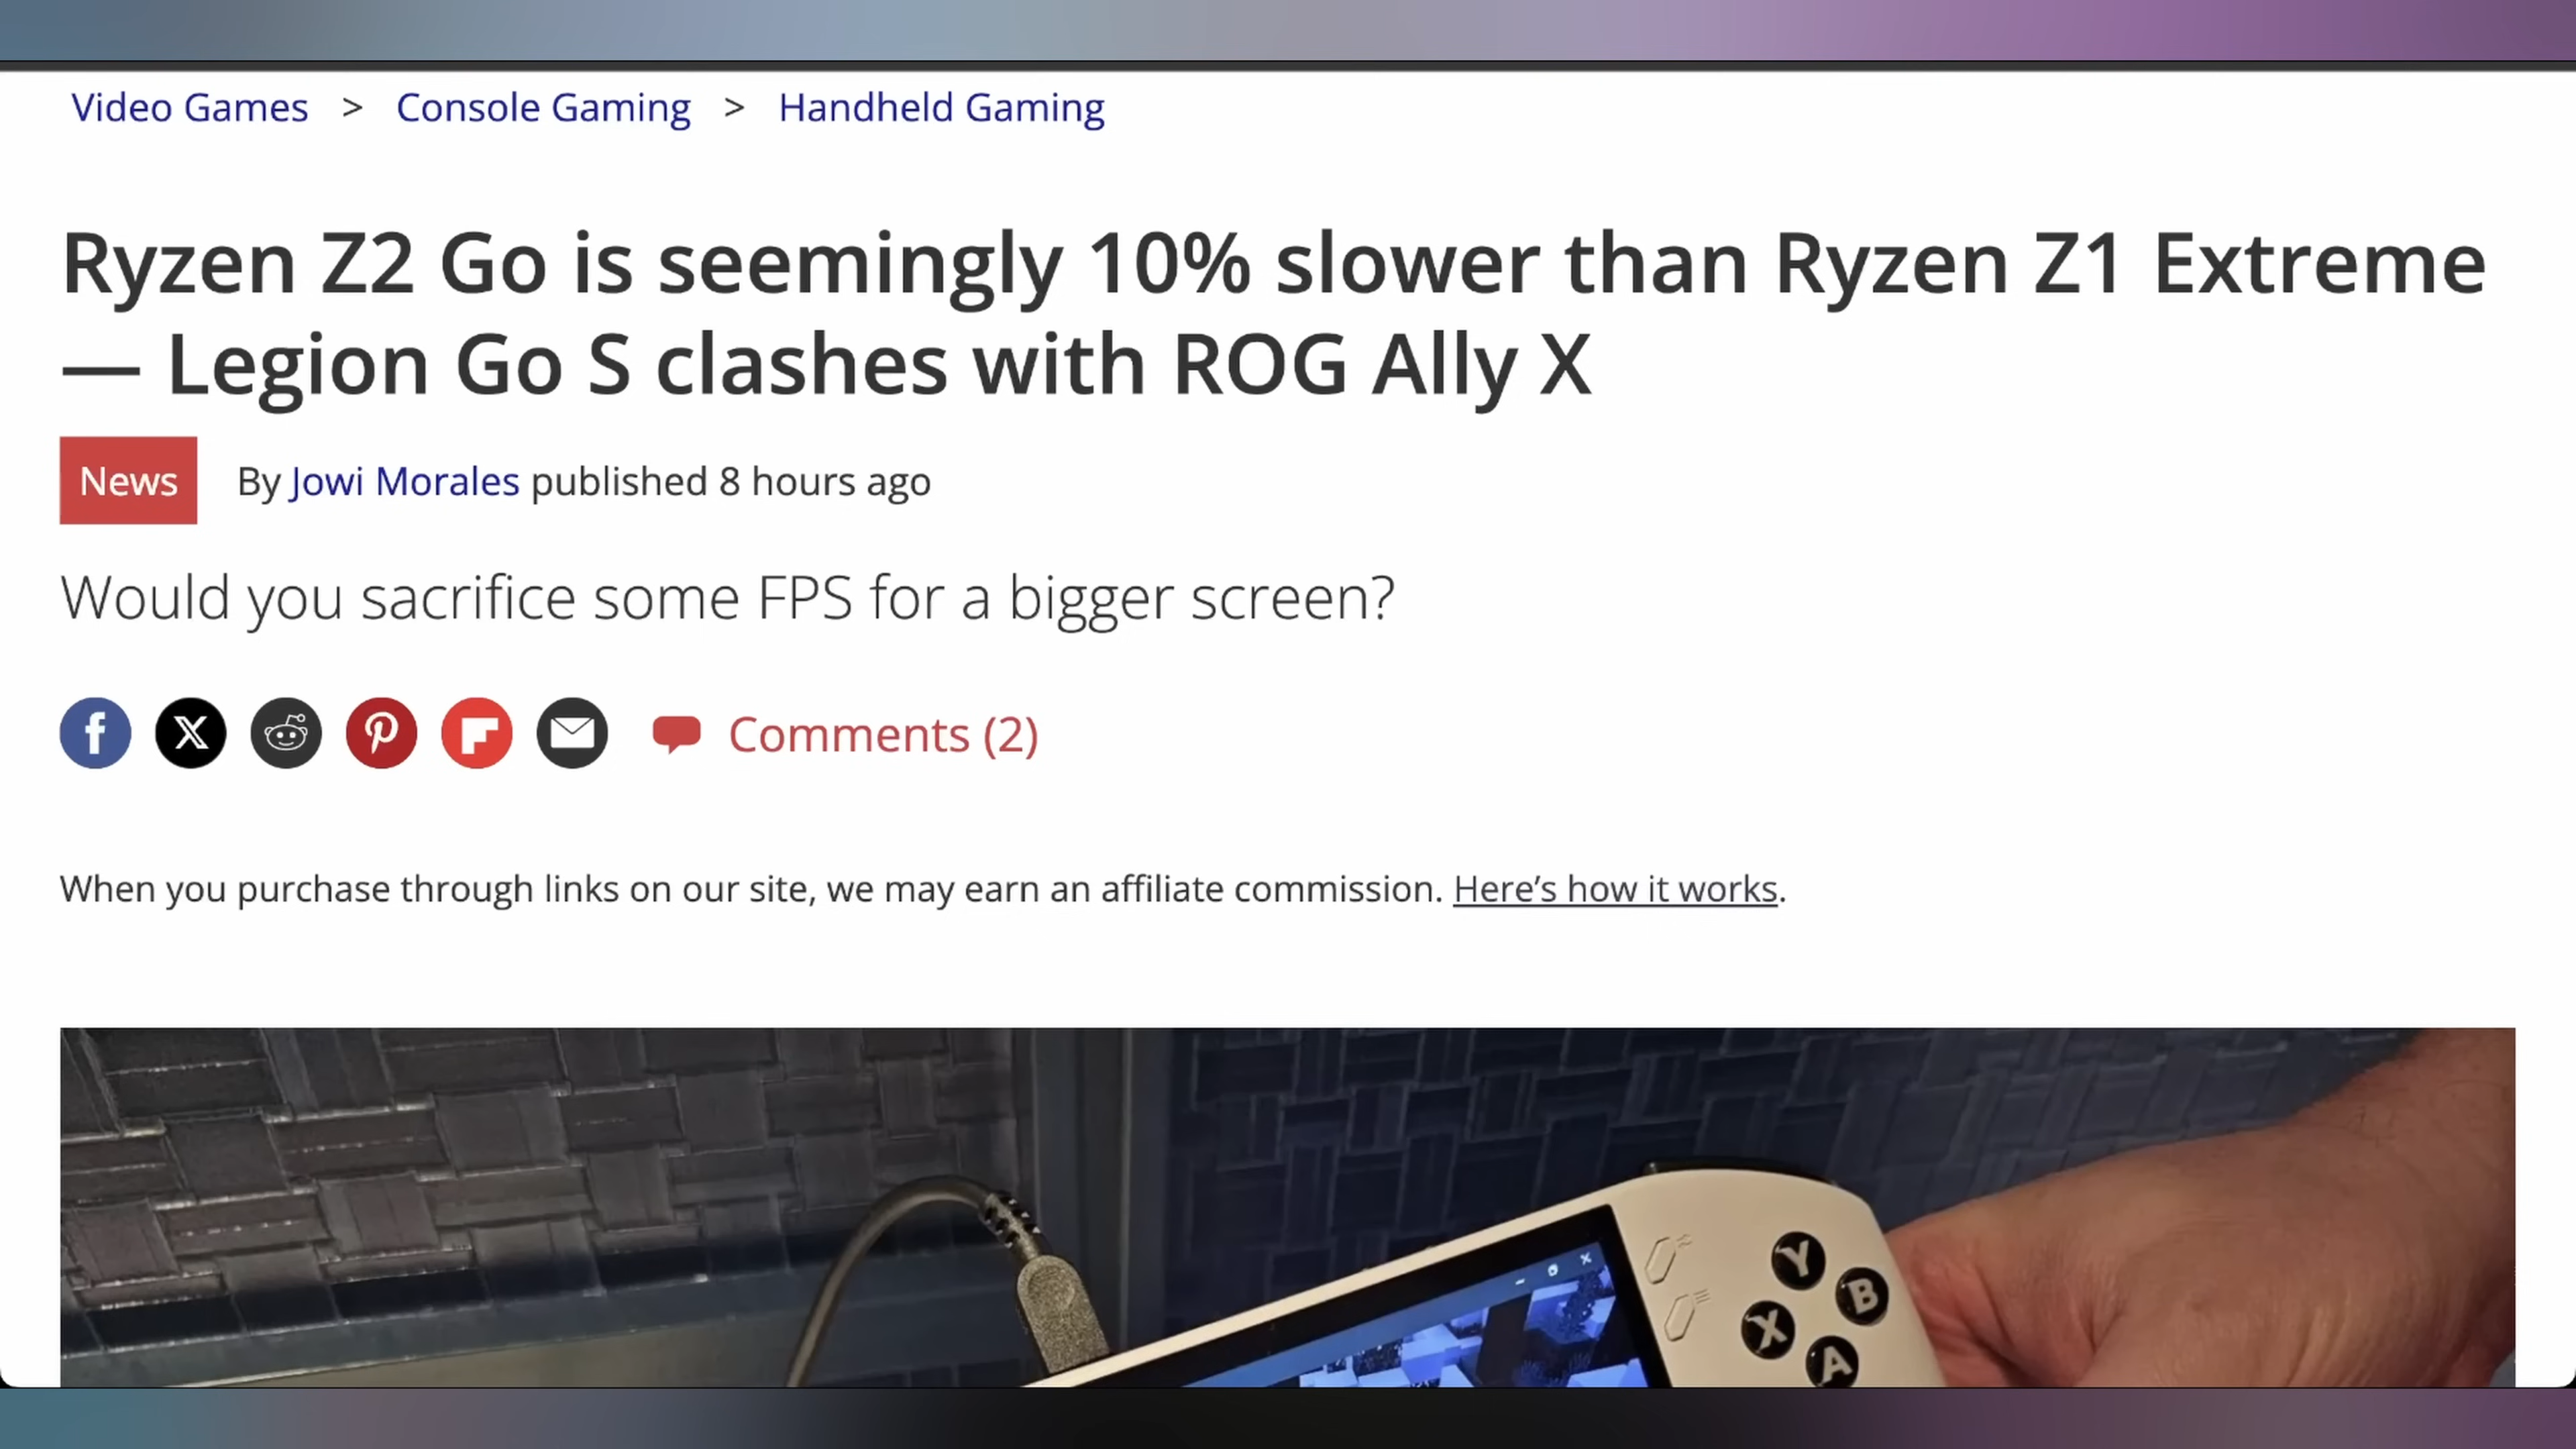 Video Games > Console Gaming > Handheld Gaming
Ryzen Z2 Go is seemingly 10% slower than Ryzen Z1 Extreme
— Legion Go S clashes with ROG Ally X
News By Jowi Morales published 8 hours ago
Would you sacrifice some FPS for a bigger screen?
Comments (2)
When you purchase through links on our site, we may earn an affiliate commission. Here’s how it works.
Y
B
X
A